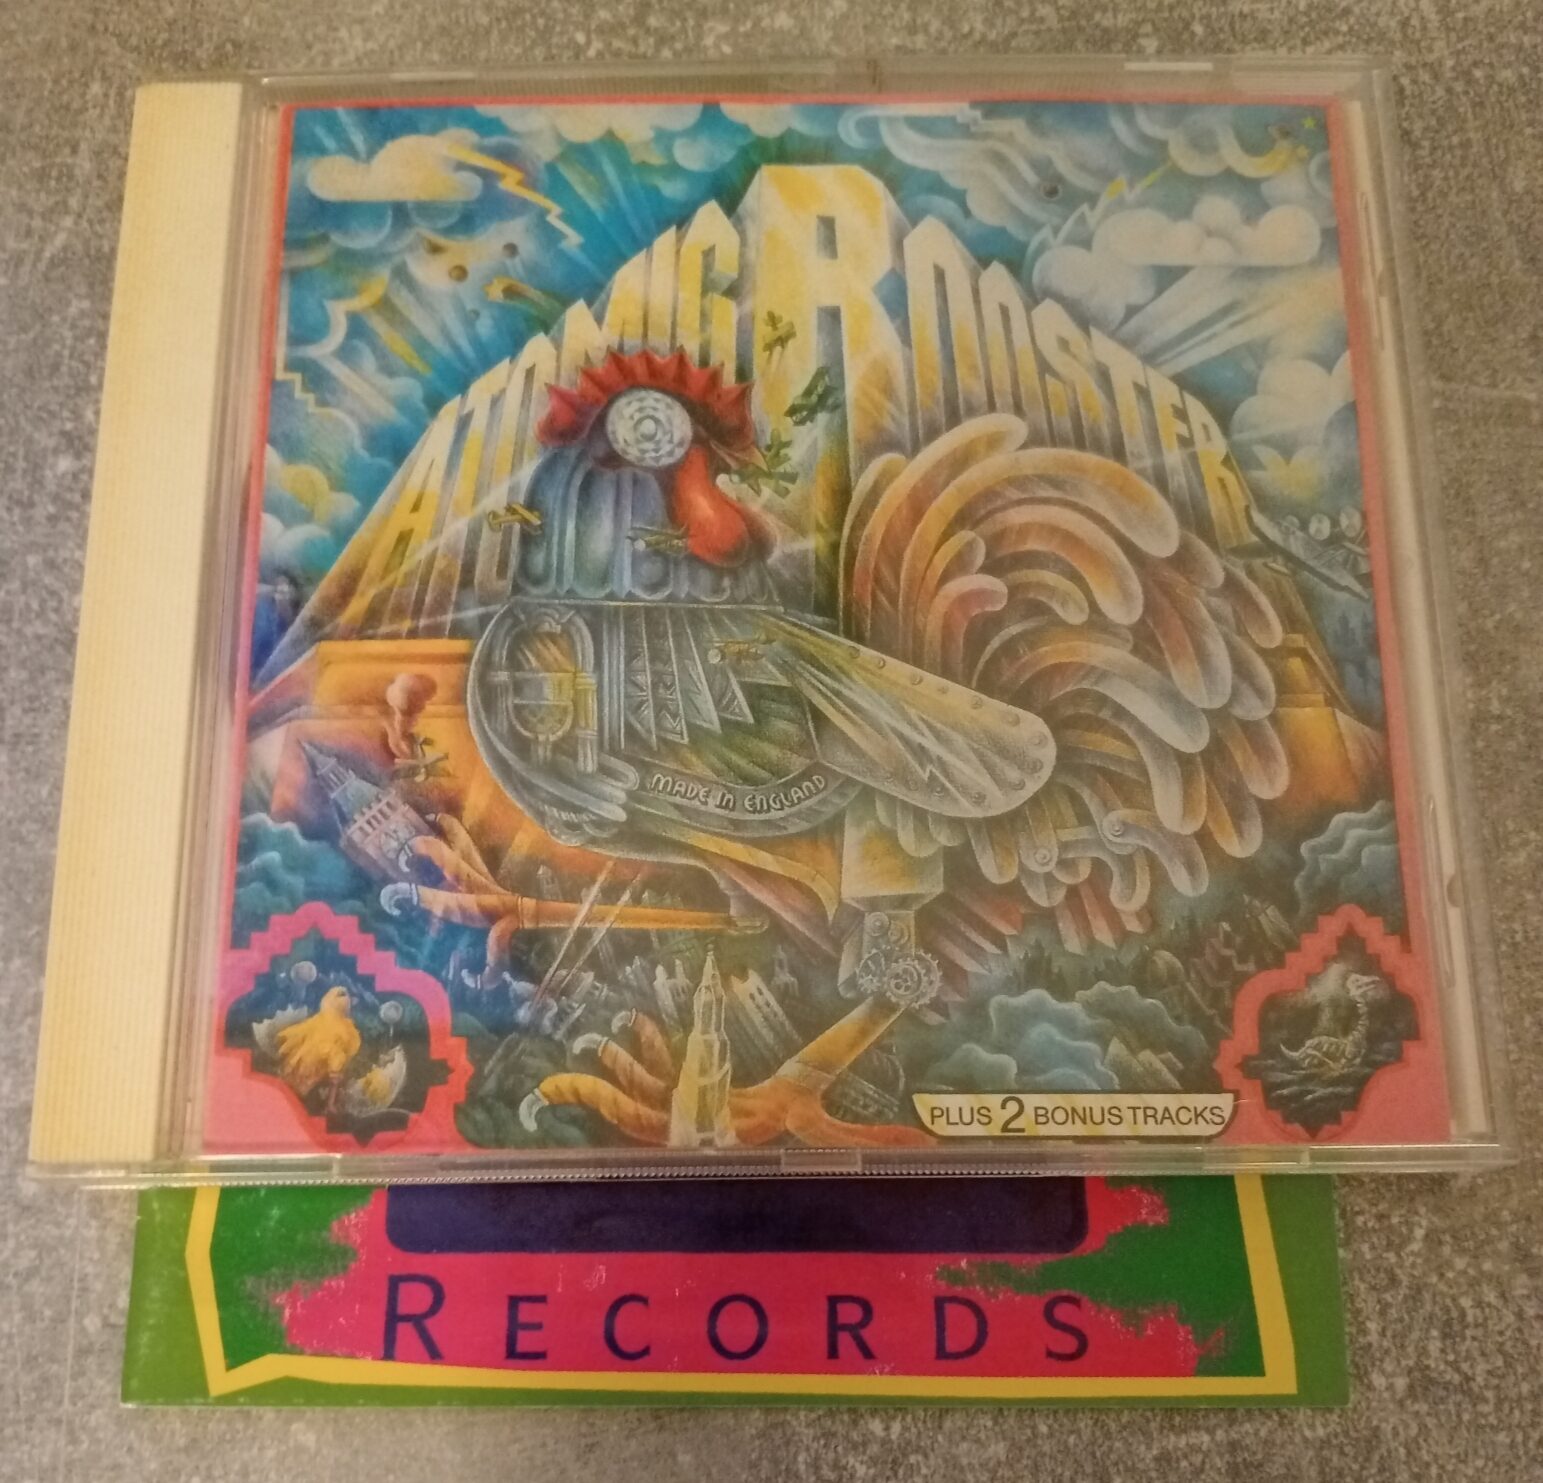 ATOMIC ROOSTER
MADE IN ENGLAND
PLUS 2 BONUS TRACKS
RECORDS